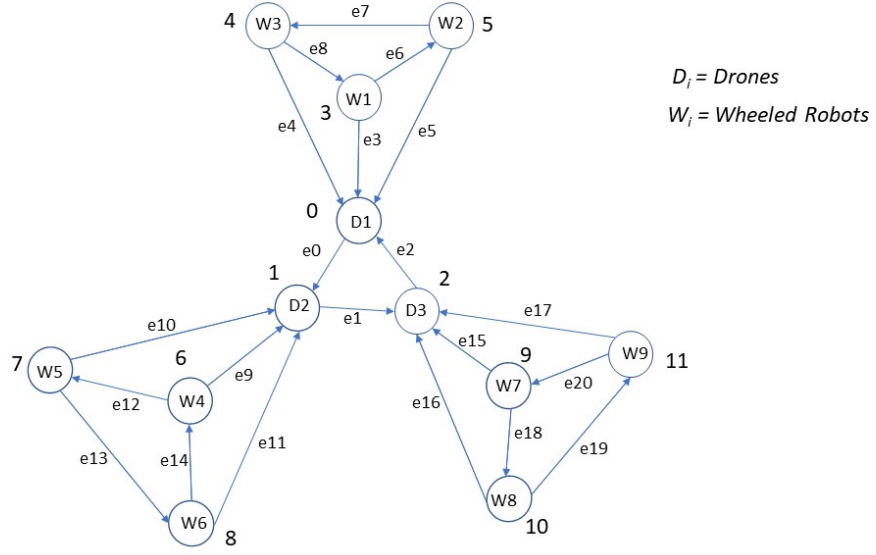 e7
4 W3 W2 5
e8 e6
W1
3
e4 e3 e5
D_i = Drones
W_i = Wheeled Robots
0 D1
e0 e2
1 2
D2 e1 D3
e10 e17
e15
7 W5 6 9 W9 11
e9 W7 e20
e12 W4
e16
e13 e14 e11 e18 e19
W8
W6 10
8